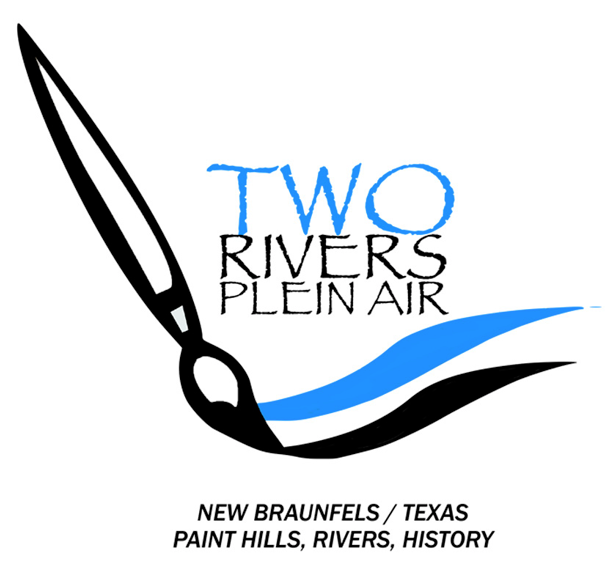 TWO
RIVERS
PLEIN AIR
NEW BRAUNFELS / TEXAS
PAINT HILLS, RIVERS, HISTORY